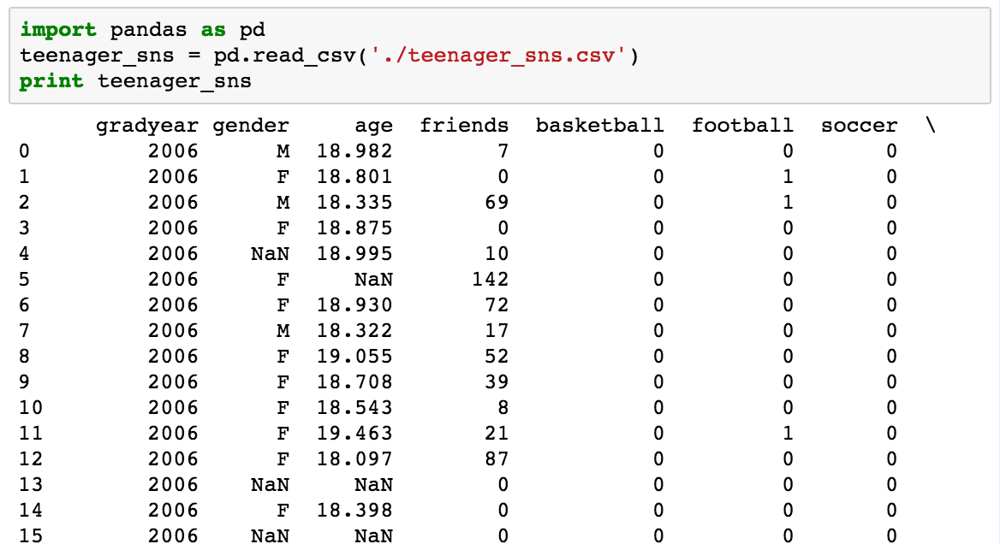 import pandas as pd
teenager_sns = pd.read_csv('./teenager_sns.csv')
print teenager_sns
gradyear gender age friends basketball football soccer \
0 2006 M 18.982 7 0 0 0
1 2006 F 18.801 0 0 1 0
2 2006 M 18.335 69 0 1 0
3 2006 F 18.875 0 0 0 0
4 2006 NaN 18.995 10 0 0 0
5 2006 F NaN 142 0 0 0
6 2006 F 18.930 72 0 0 0
7 2006 M 18.322 17 0 0 0
8 2006 F 19.055 52 0 0 0
9 2006 F 18.708 39 0 0 0
10 2006 F 18.543 8 0 0 0
11 2006 F 19.463 21 0 1 0
12 2006 F 18.097 87 0 0 0
13 2006 NaN NaN 0 0 0 0
14 2006 F 18.398 0 0 0 0
15 2006 NaN NaN 0 0 0 0